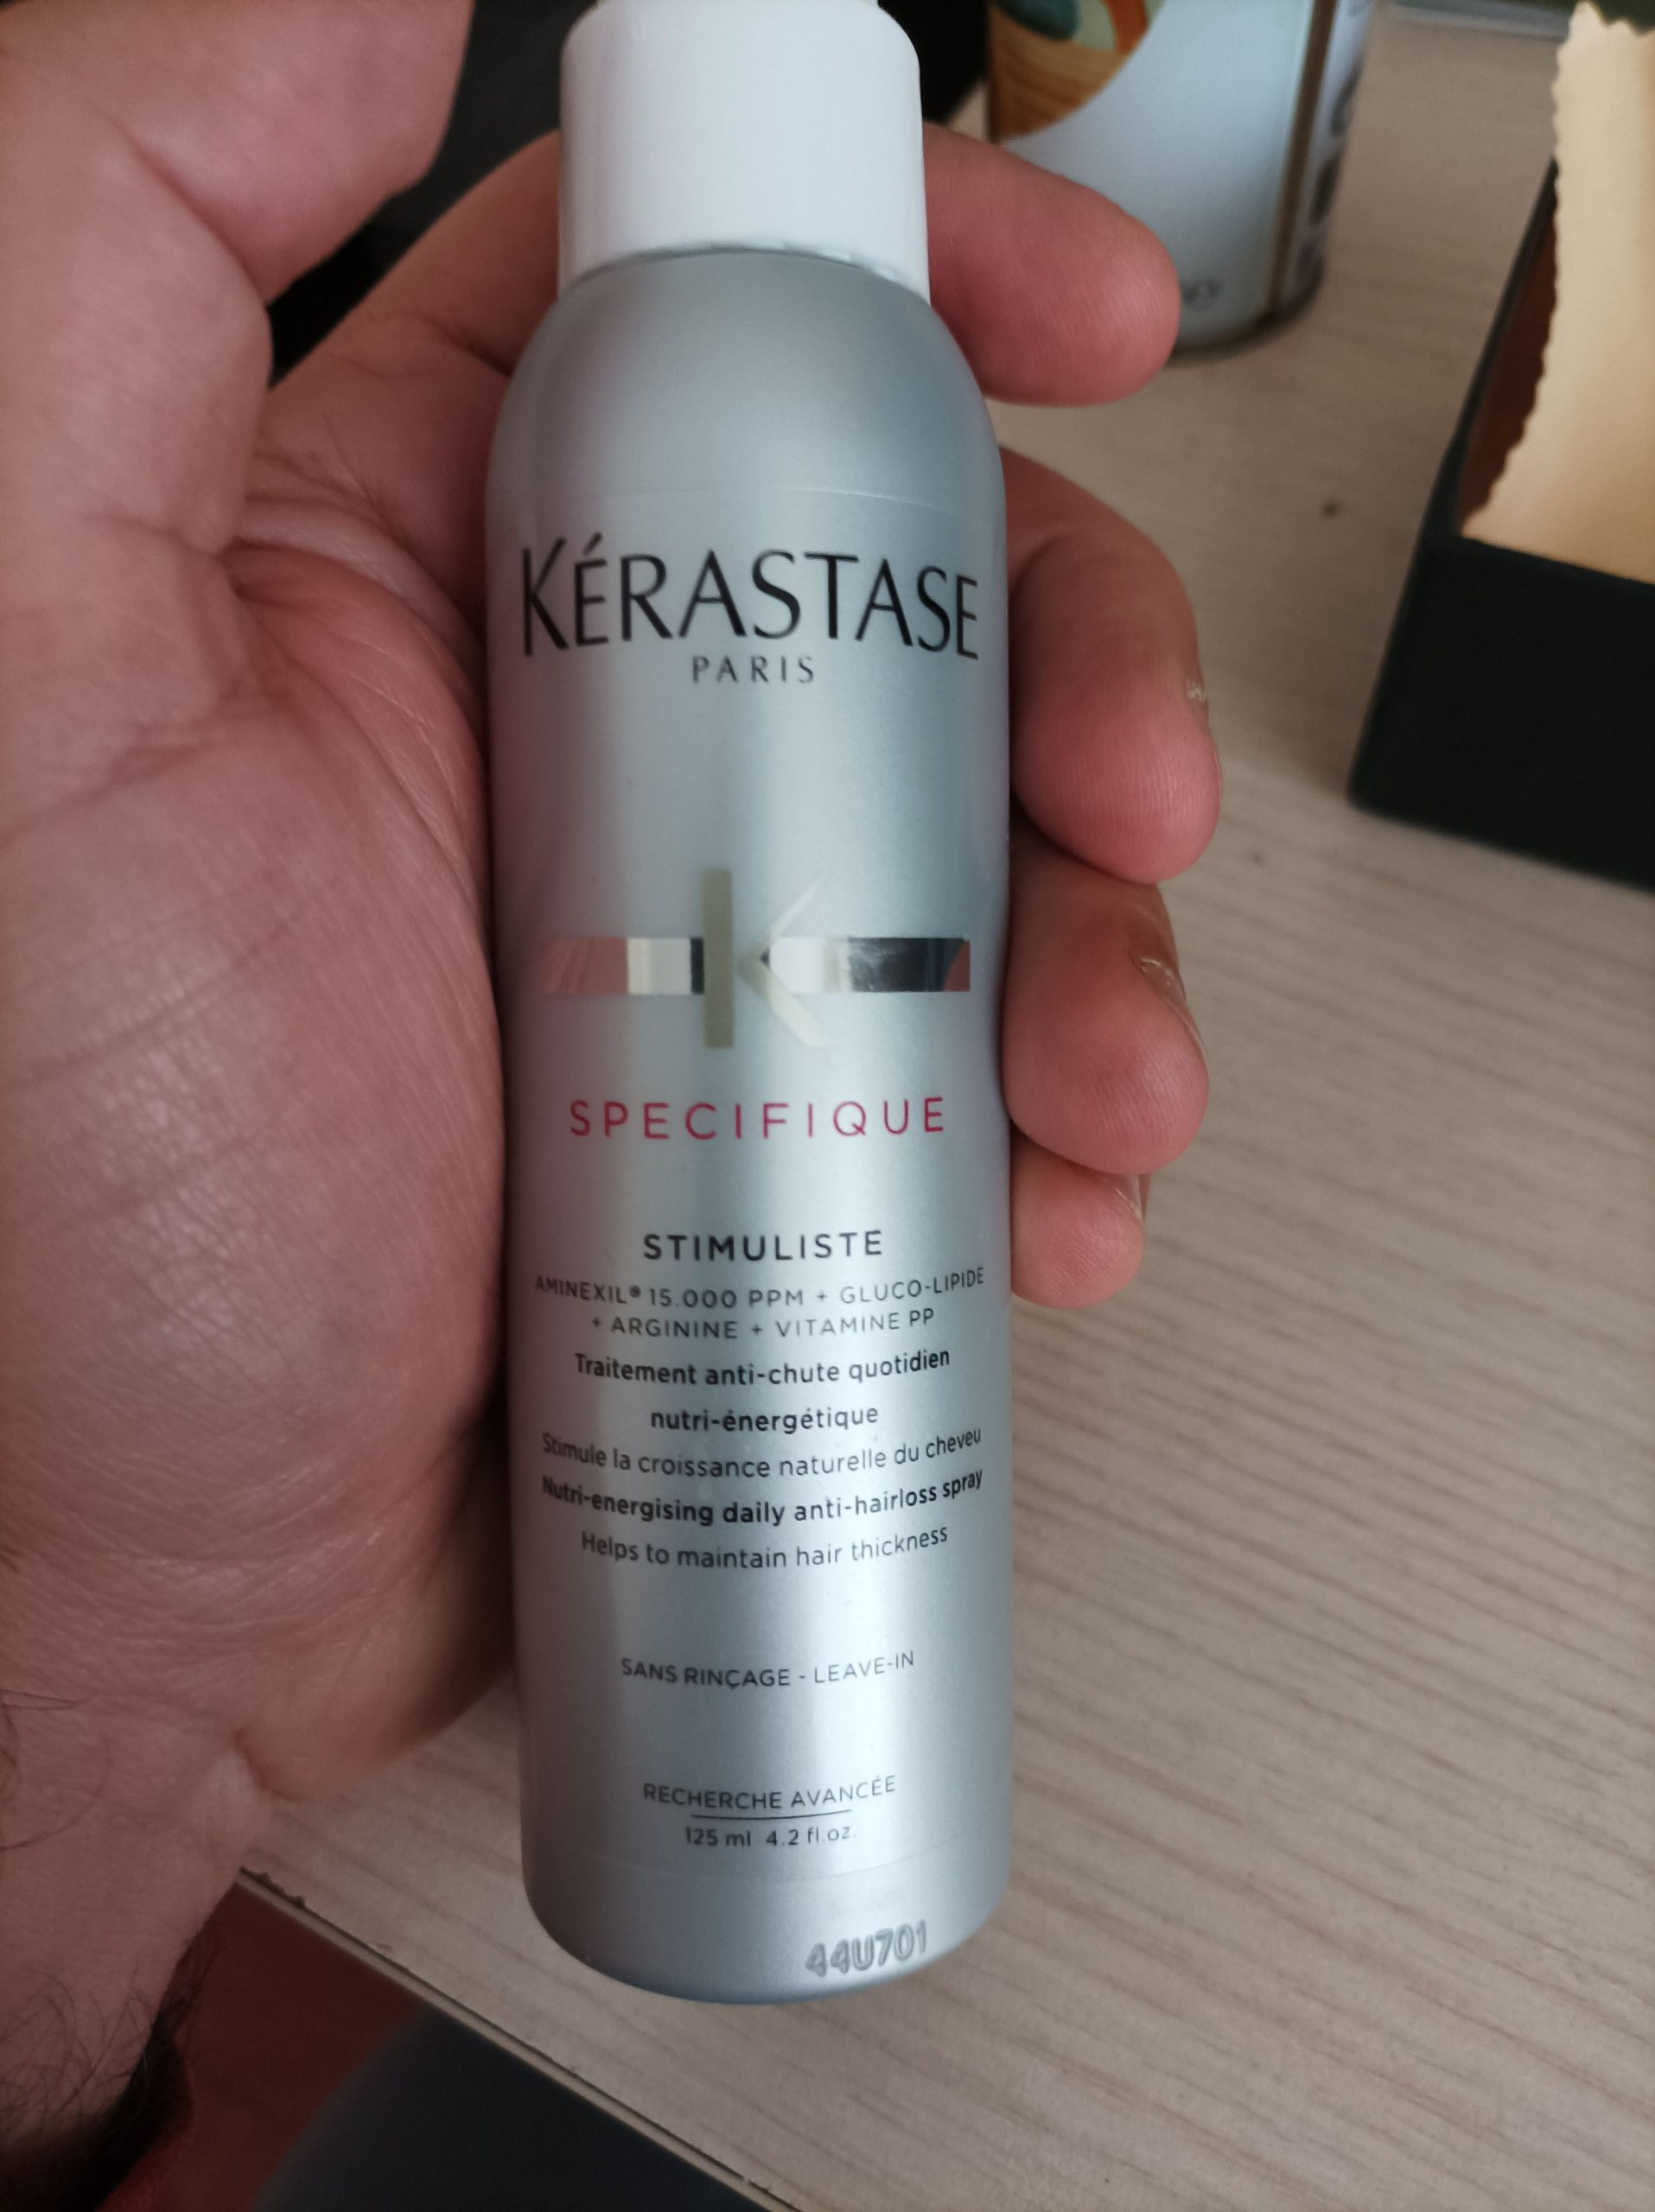 KÉRASTASE
PARIS
K
SPECIFIQUE
STIMULISTE
AMINEXIL® 15.000 PPM + GLUCO-LIPIDE
+ ARGININE + VITAMINE PP
Traitement anti-chute quotidien
nutri-énergétique
Stimule la croissance naturelle du cheveu
Nutri-energising daily anti-hairloss spray
Helps to maintain hair thickness
SANS RINÇAGE - LEAVE-IN
RECHERCHE AVANCÉE
125 ml 4.2 fl.oz.
44U701